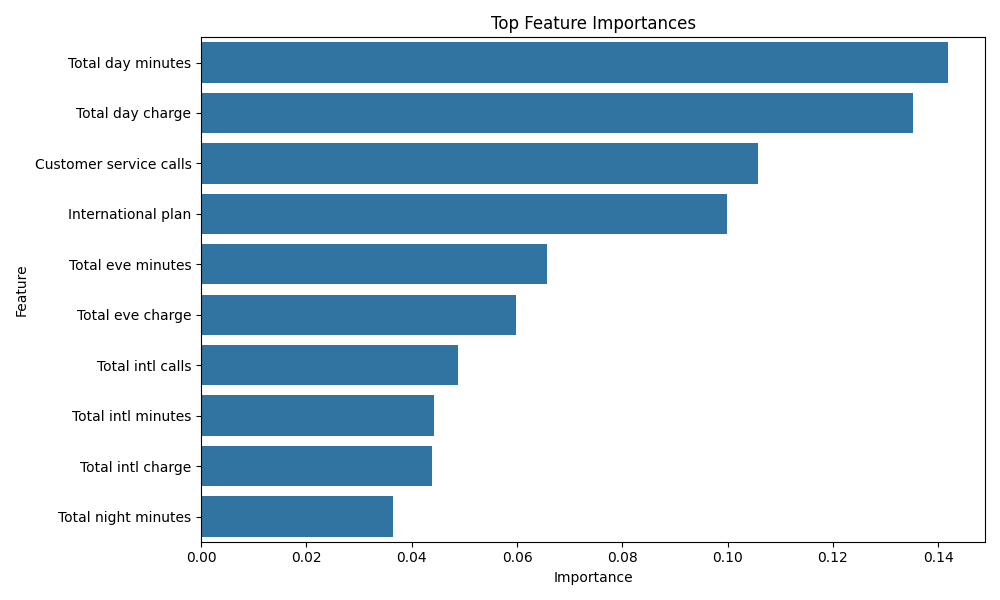 Top Feature Importances
Total day minutes
Total day charge
Customer service calls
International plan
Total eve minutes
Total eve charge
Total intl calls
Total intl minutes
Total intl charge
Total night minutes
Feature
0.00 0.02 0.04 0.06 0.08 0.10 0.12 0.14
Importance